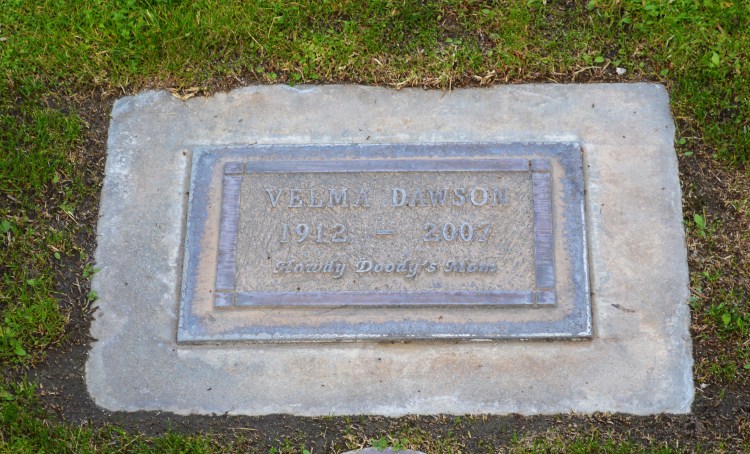 VELMA DAWSON
1912 – 2007
Howdy Doody's Mom